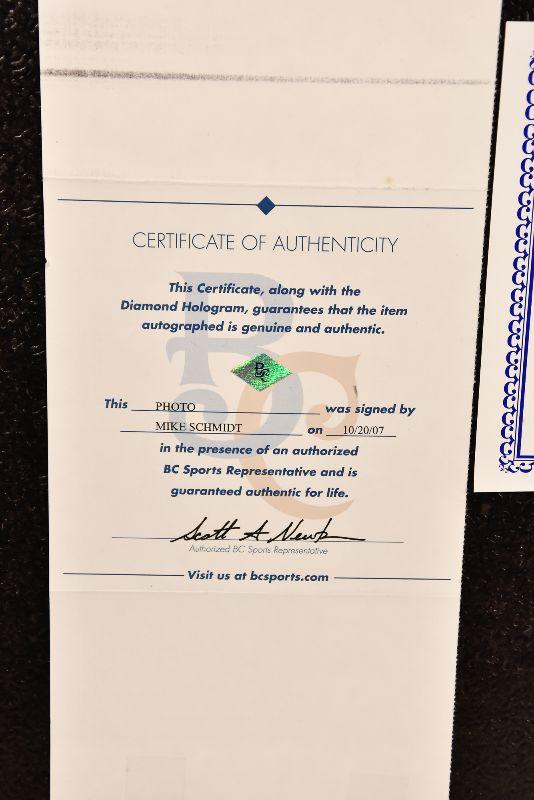 CERTIFICATE OF AUTHENTICITY
This Certificate, along with the
Diamond Hologram, guarantees that the item
autographed is genuine and authentic.
BC
This PHOTO was signed by
MIKE SCHMIDT on 10/20/07
in the presence of an authorized
BC Sports Representative and is
guaranteed authentic for life.
Scott A
Authorized BC Sports Representative
Visit us at bcsports.com